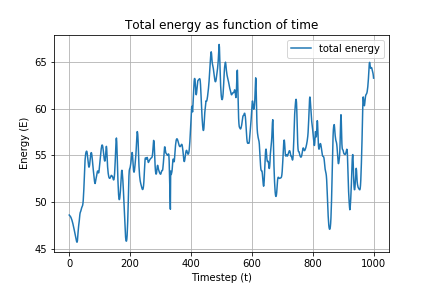 Total energy as function of time
total energy
Energy (E)
65
60
55
50
45
0
200
400
600
800
1000
Timestep (t)